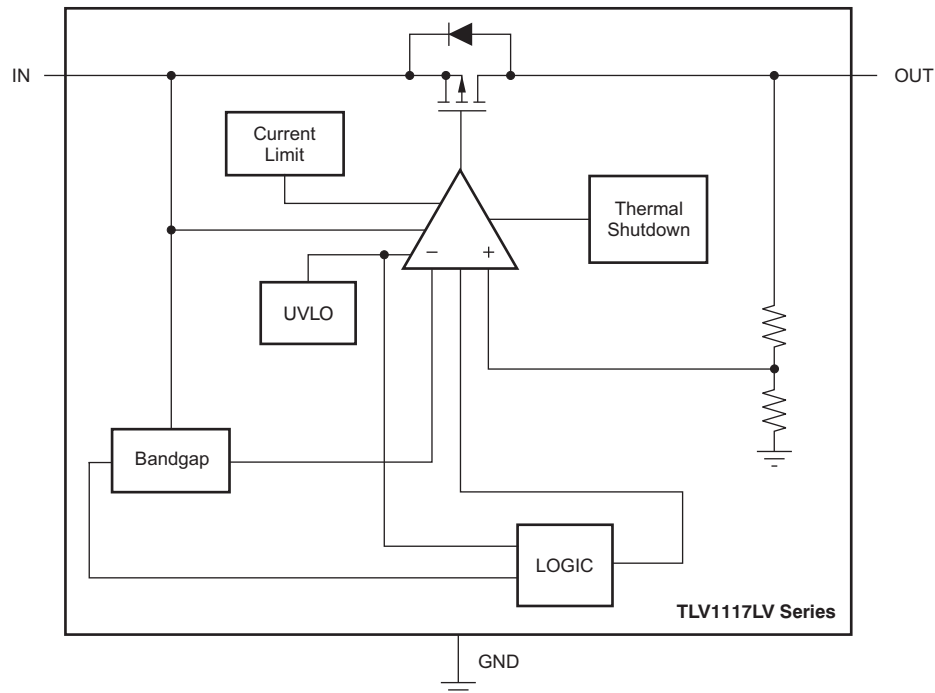 IN
OUT
Current
Limit
Thermal
Shutdown
−
+
UVLO
Bandgap
LOGIC
TLV1117LV Series
GND